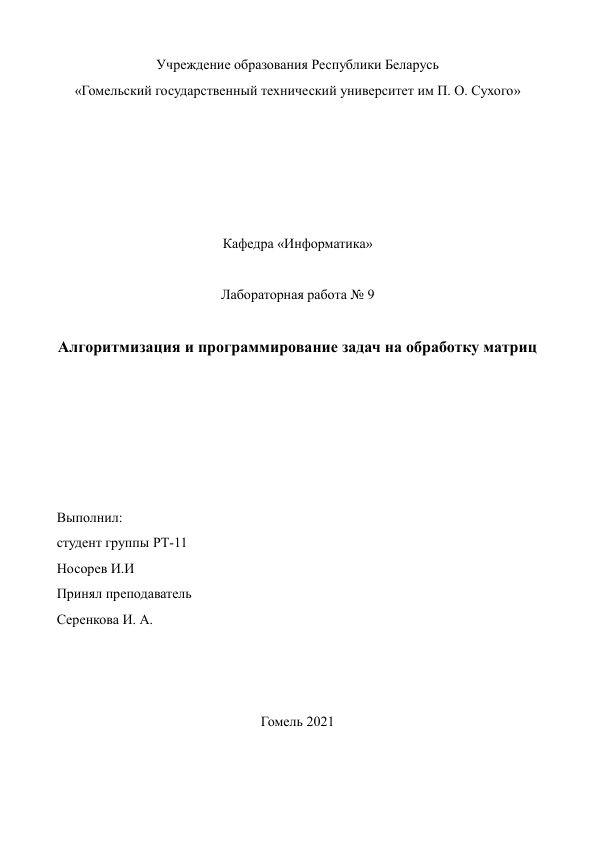 Учреждение образования Республики Беларусь
«Гомельский государственный технический университет им П. О. Сухого»
Кафедра «Информатика»
Лабораторная работа № 9
Алгоритмизация и программирование задач на обработку матриц
Выполнил:
студент группы РТ-11
Носорев И.И
Принял преподаватель
Серенкова И. А.
Гомель 2021